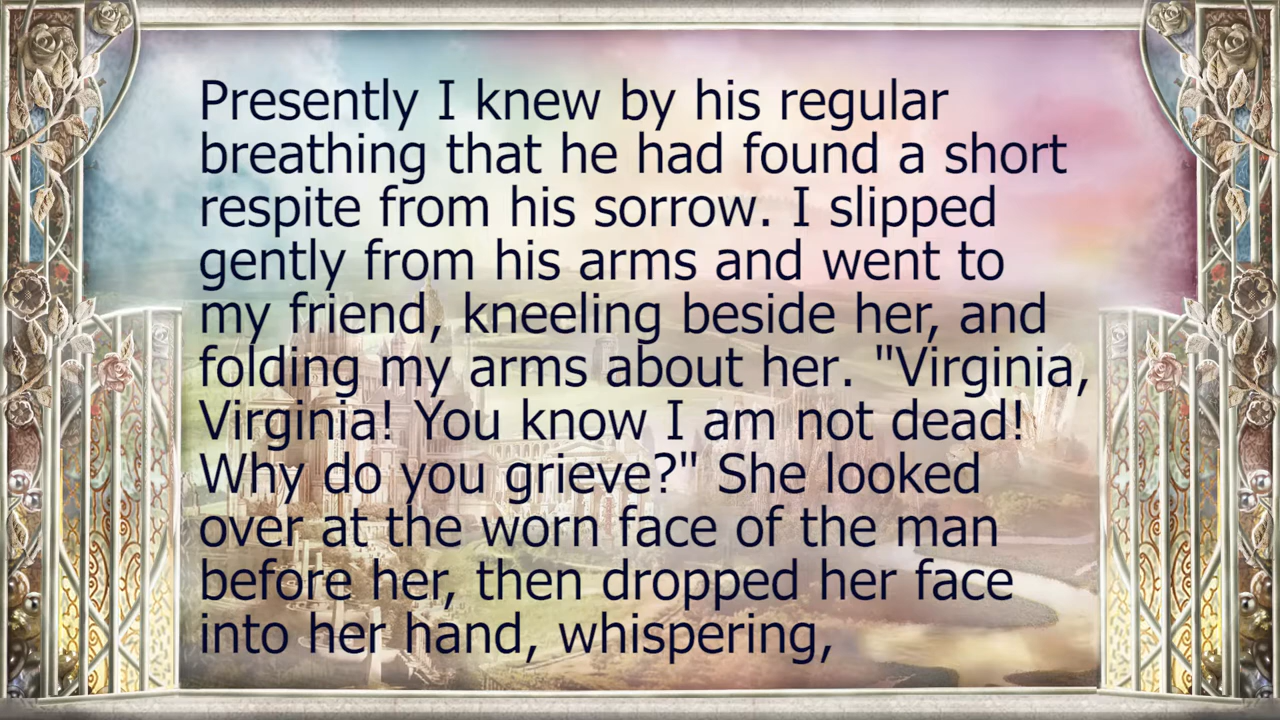 Presently I knew by his regular
breathing that he had found a short
respite from his sorrow. I slipped
gently from his arms and went to
my friend, kneeling beside her, and
folding my arms about her. "Virginia,
Virginia! You know I am not dead!
Why do you grieve?" She looked
over at the worn face of the man
before her, then dropped her face
into her hand, whispering,